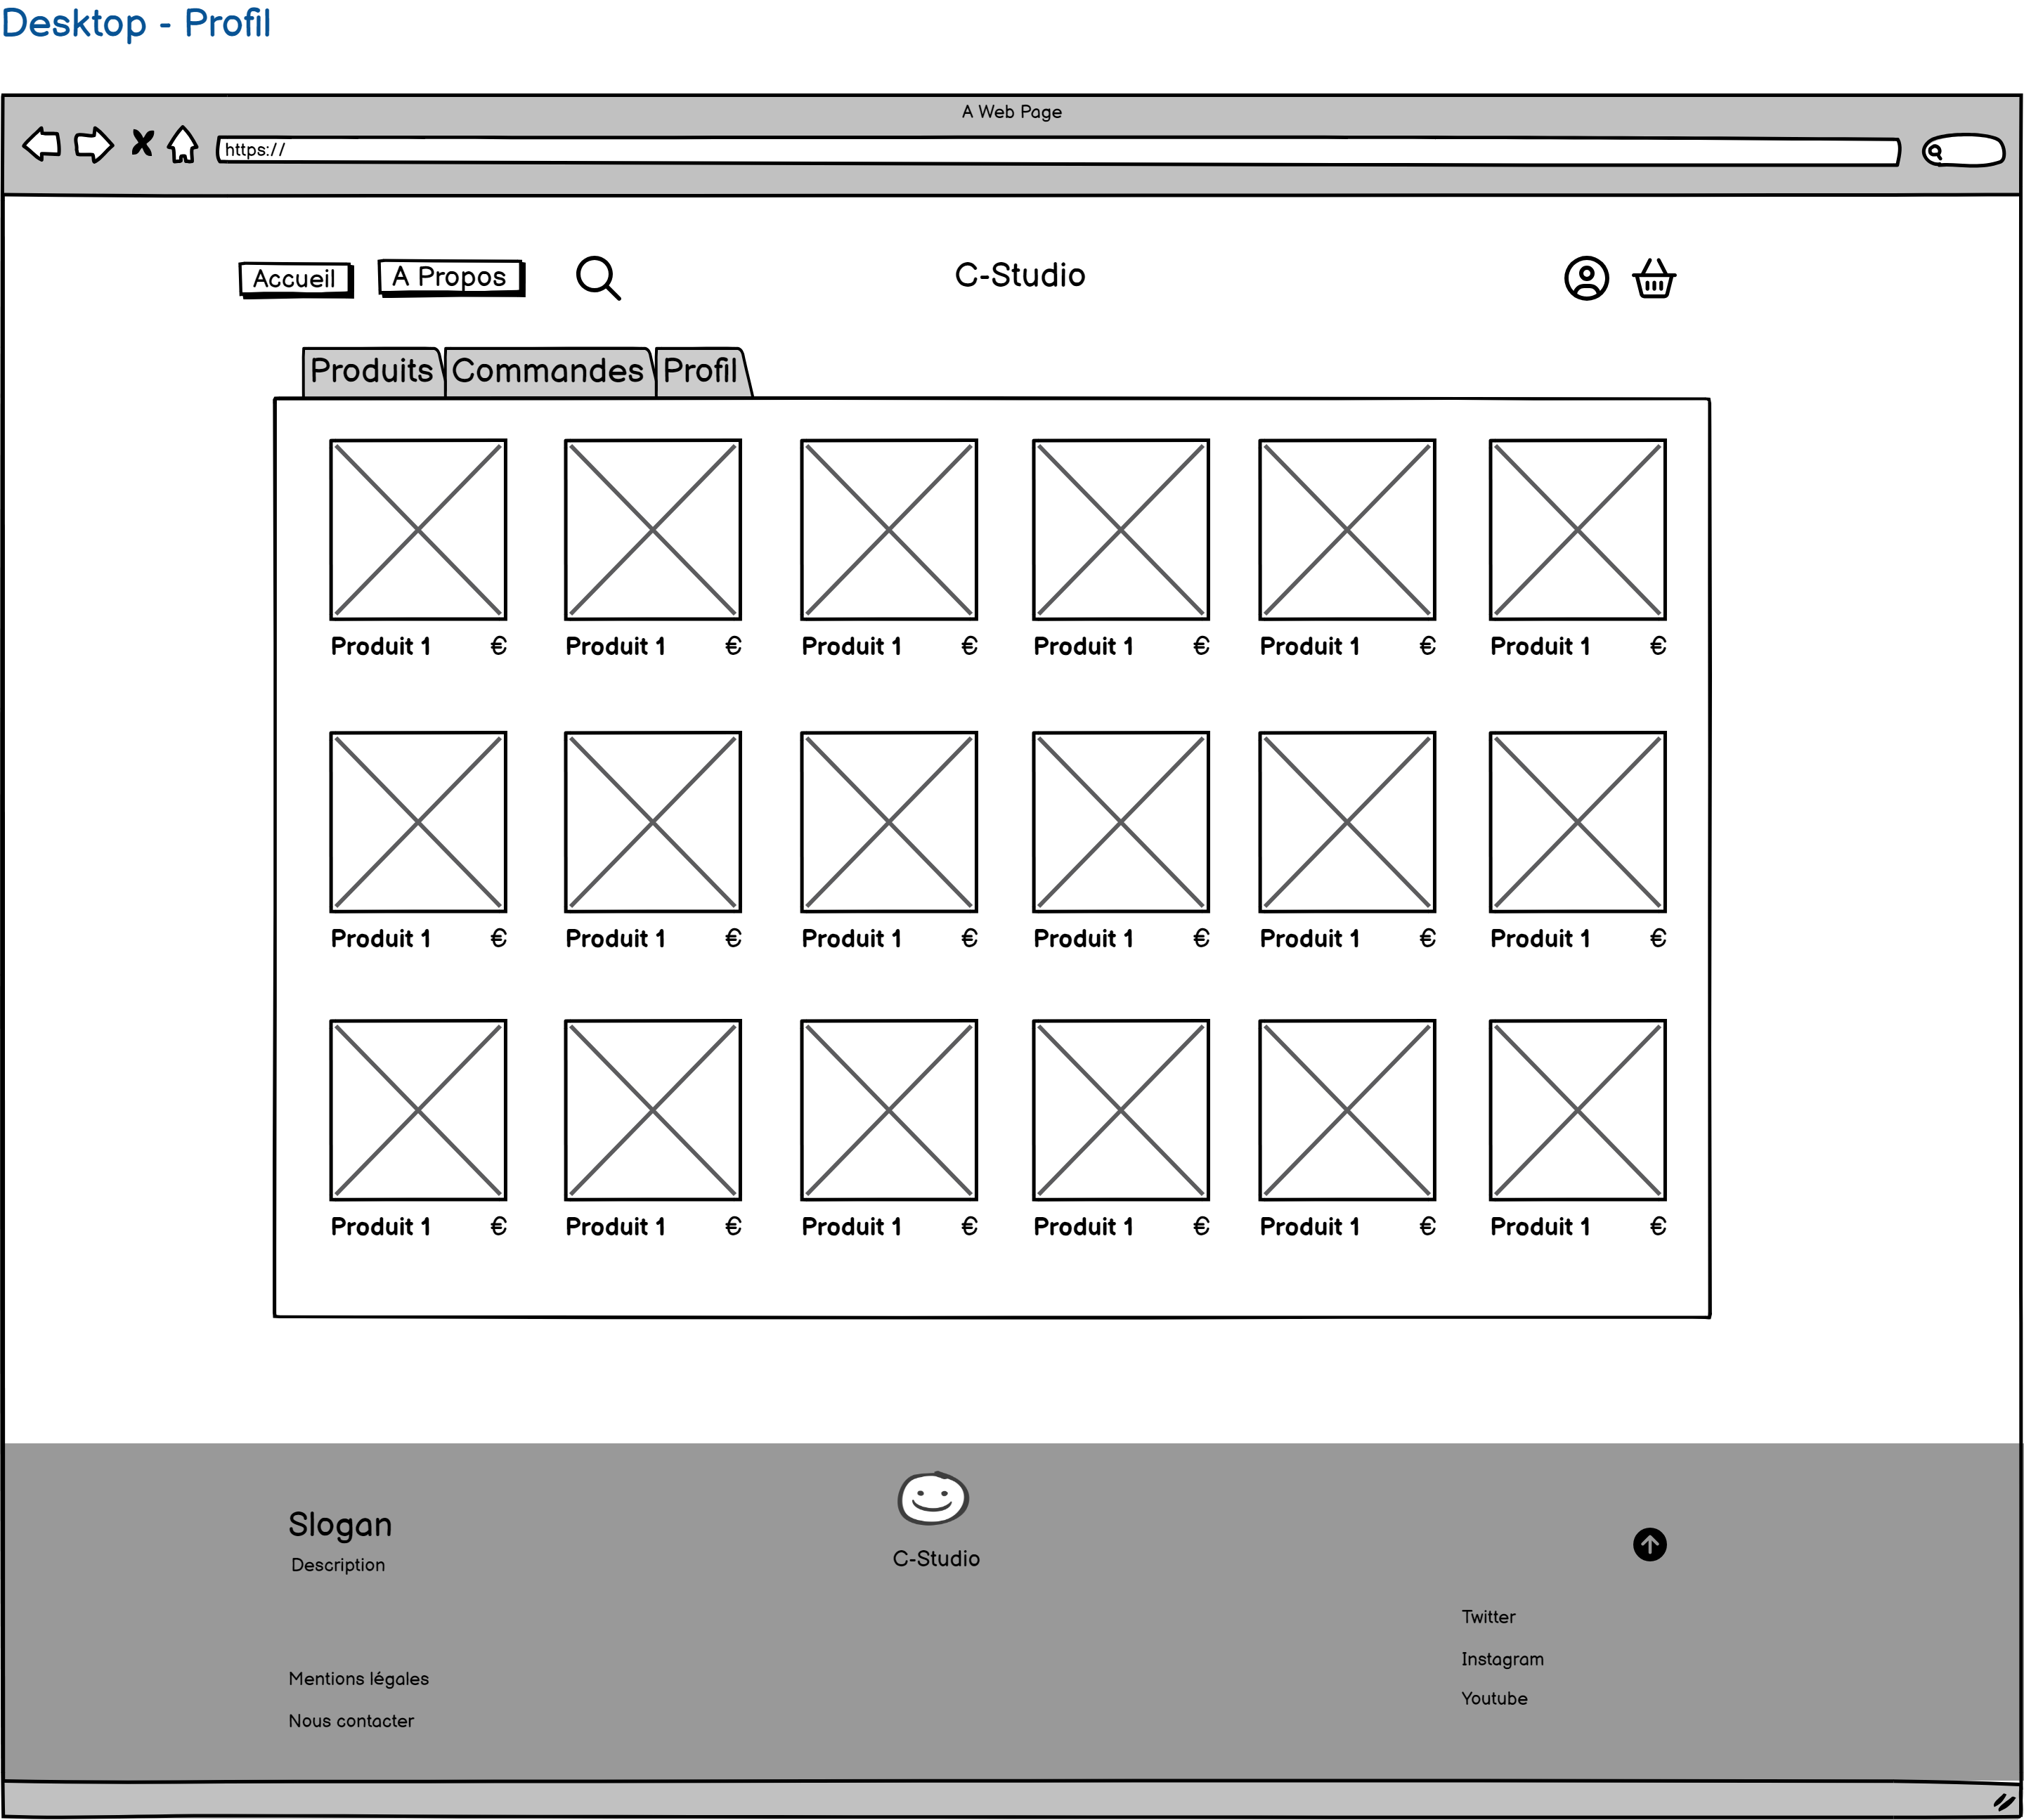 Desktop - Profil
A Web Page
https://
Accueil A Propos C-Studio
Produits Commandes Profil
Produit 1 € Produit 1 € Produit 1 € Produit 1 € Produit 1 € Produit 1 €
Produit 1 € Produit 1 € Produit 1 € Produit 1 € Produit 1 € Produit 1 €
Produit 1 € Produit 1 € Produit 1 € Produit 1 € Produit 1 € Produit 1 €
Slogan
Description
Mentions légales
Nous contacter
C-Studio
Twitter
Instagram
Youtube